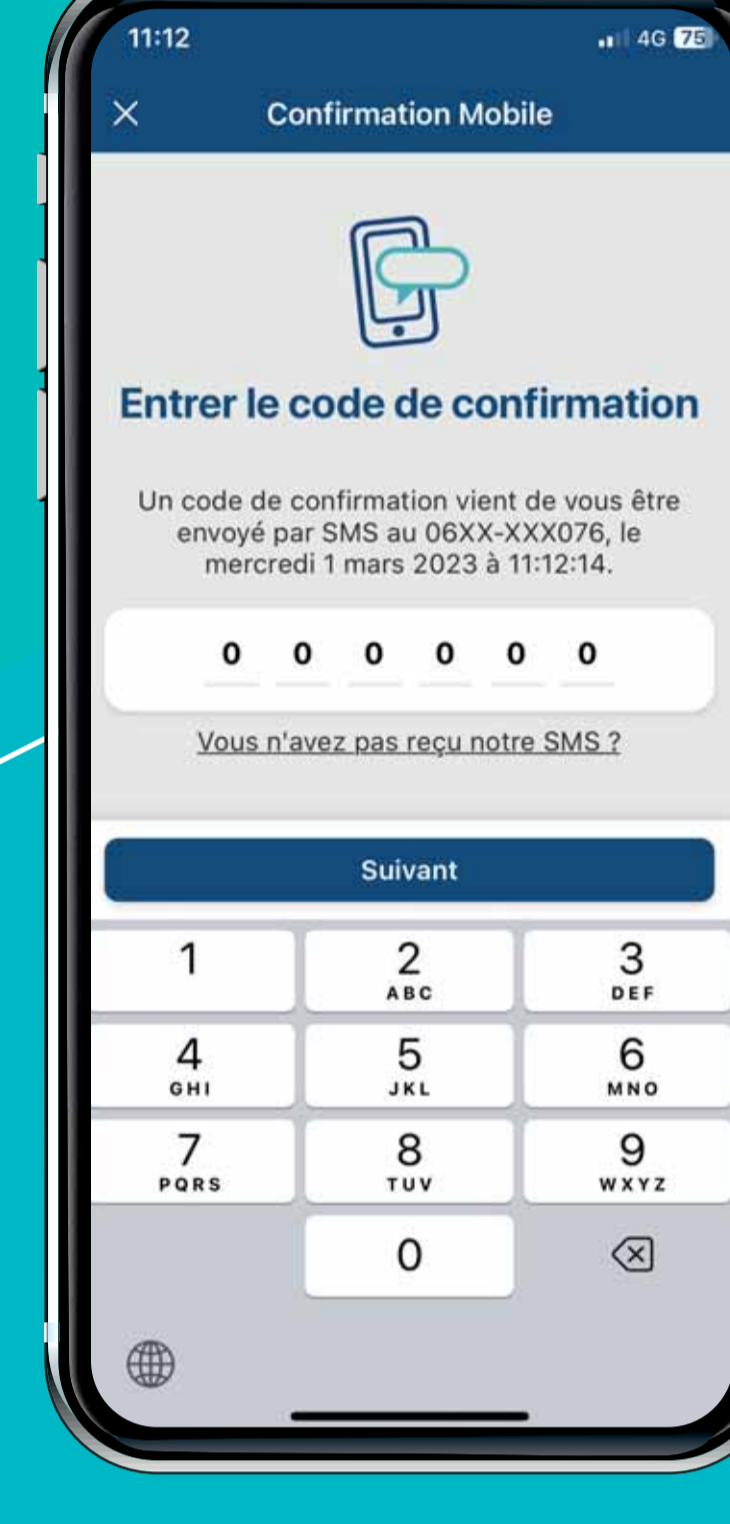 11:12
4G 75
Confirmation Mobile
Entrer le code de confirmation
Un code de confirmation vient de vous être
envoyé par SMS au 06XX-XXX076, le
mercredi 1 mars 2023 à 11:12:14.
0 0 0 0 0 0
Vous n'avez pas reçu notre SMS ?
Suivant
1 2 3
ABC DEF
4 5 6
GHI JKL MNO
7 8 9
PQRS TUV WXYZ
0